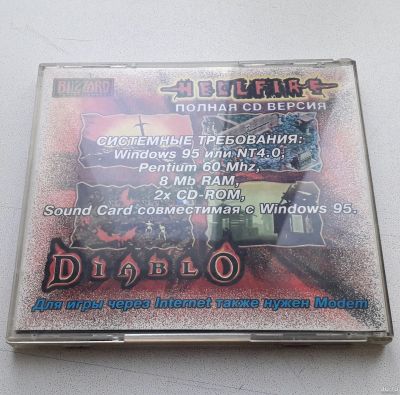 BLIZZARD
HELLFIRE
ПОЛНАЯ CD ВЕРСИЯ
СИСТЕМНЫЕ ТРЕБОВАНИЯ:
Windows 95 или NT4.0,
Pentium 60 Mhz,
8 Mb RAM,
2x CD-ROM,
Sound Card совместимая с Windows 95.
DIABLO
Для игры через Internet также нужен Modem